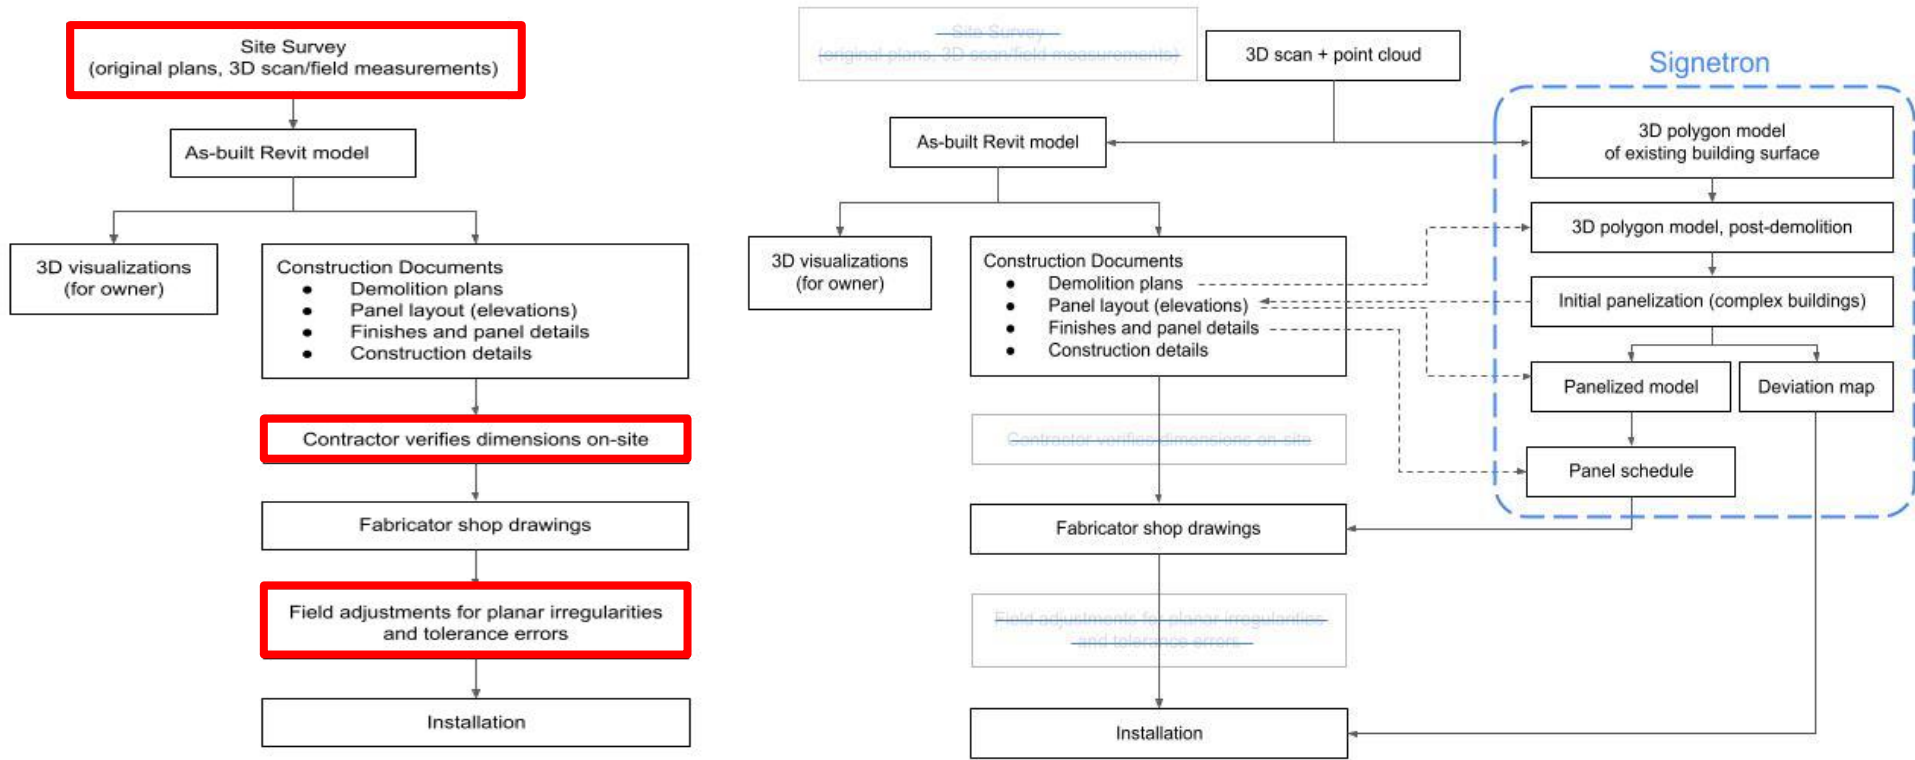 Site Survey
(original plans, 3D scan/field measurements)
As-built Revit model
3D visualizations
(for owner)
Construction Documents
● Demolition plans
● Panel layout (elevations)
● Finishes and panel details
● Construction details
Contractor verifies dimensions on-site
Fabricator shop drawings
Field adjustments for planar irregularities
and tolerance errors
Installation
Site Survey
(original plans, 3D scan/field measurements)
3D scan + point cloud
As-built Revit model
3D visualizations
(for owner)
Construction Documents
● Demolition plans
● Panel layout (elevations)
● Finishes and panel details
● Construction details
Contractor verifies dimensions on-site
Fabricator shop drawings
Field adjustments for planar irregularities
and tolerance errors
Installation
Signetron
3D polygon model
of existing building surface
3D polygon model, post-demolition
Initial panelization (complex buildings)
Panelized model
Deviation map
Panel schedule